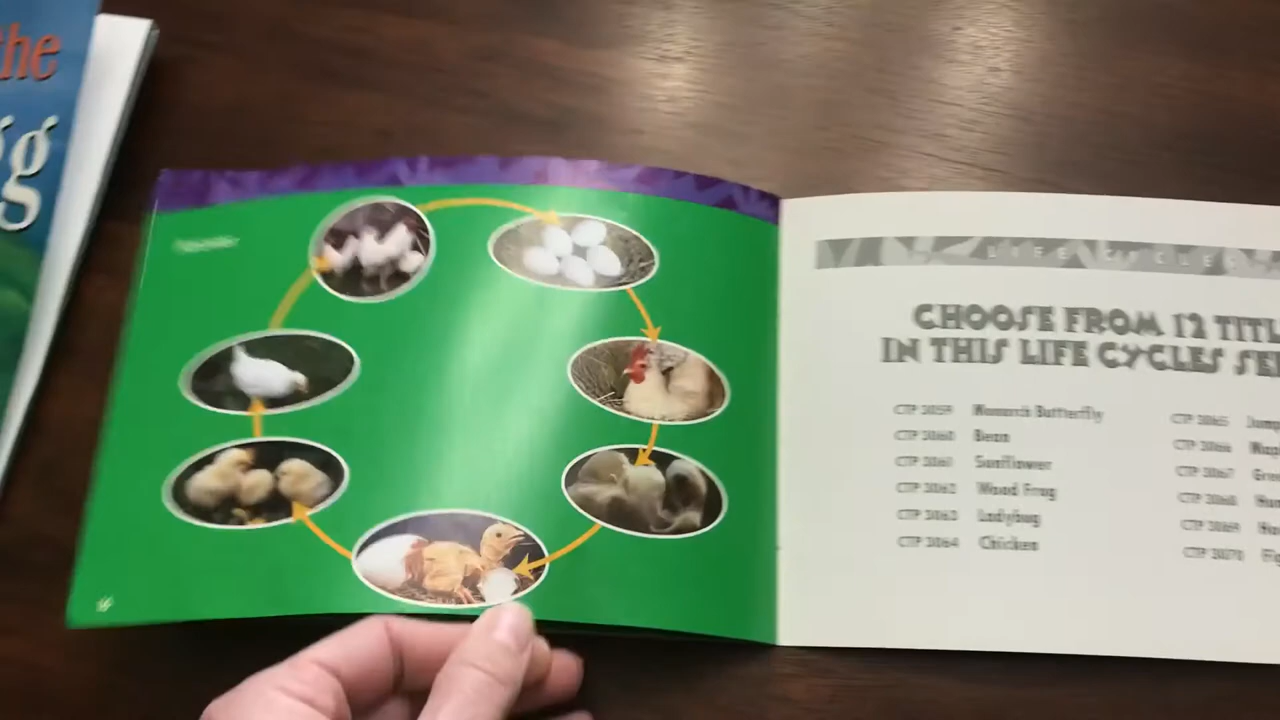 the
g
LIFE CYCLES
CHOOSE FROM 12 TITL
IN THIS LIFE CYCLES SE
CTP 3059 Monarch Butterfly
CTP 3060 Bean
CTP 3061 Sunflower
CTP 3062 Wood Frog
CTP 3063 Ladybug
CTP 3064 Chicken
CTP 3065
CTP 3066
CTP 3067
CTP 3068
CTP 3069
CTP 3070